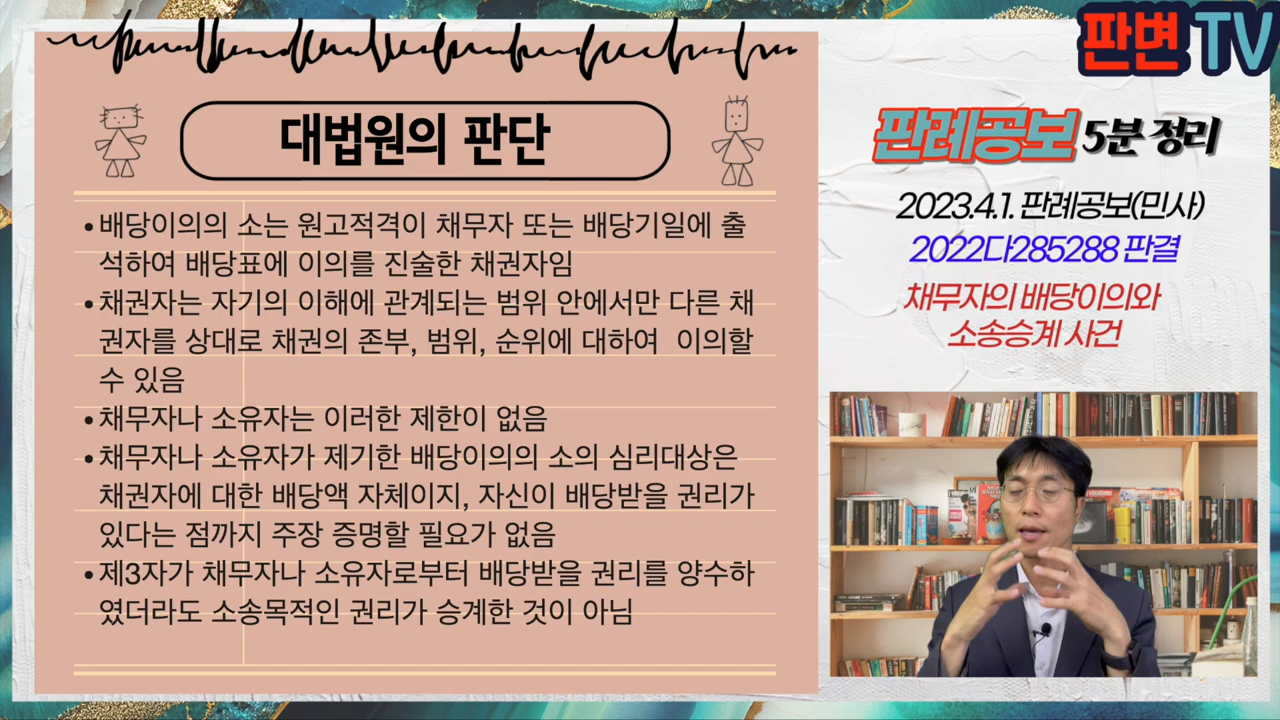 판변 TV
대법원의 판단
• 배당이의의 소는 원고적격이 채무자 또는 배당기일에 출
석하여 배당표에 이의를 진술한 채권자임
• 채권자는 자기의 이해에 관계되는 범위 안에서만 다른 채
권자를 상대로 채권의 존부, 범위, 순위에 대하여 이의할
수 있음
• 채무자나 소유자는 이러한 제한이 없음
• 채무자나 소유자가 제기한 배당이의의 소의 심리대상은
채권자에 대한 배당액 자체이지, 자신이 배당받을 권리가
있다는 점까지 주장 증명할 필요가 없음
• 제3자가 채무자나 소유자로부터 배당받을 권리를 양수하
였더라도 소송목적인 권리가 승계한 것이 아님
판례공보 5분 정리
2023.4.1. 판례공보(민사)
2022다285288 판결
채무자의 배당이의와
소송승계 사건